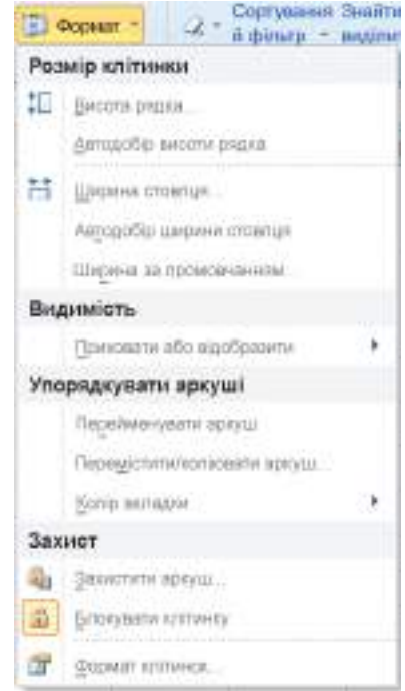 Формат
Сортування
й фільтр
Знайти
виділит
Розмір клітинки
Висота рядка...
Автодобір висоти рядка
Ширина стовпця...
Автодобір ширини стовпця
Ширина за промовчанням...
Видимість
Приховати або відобразити
Упорядкувати аркуші
Перейменувати аркуш
Перемістити/копіювати аркуш...
Колір вкладки
Захист
Захистити аркуш...
Блокувати клітинку
Формат клітинок...